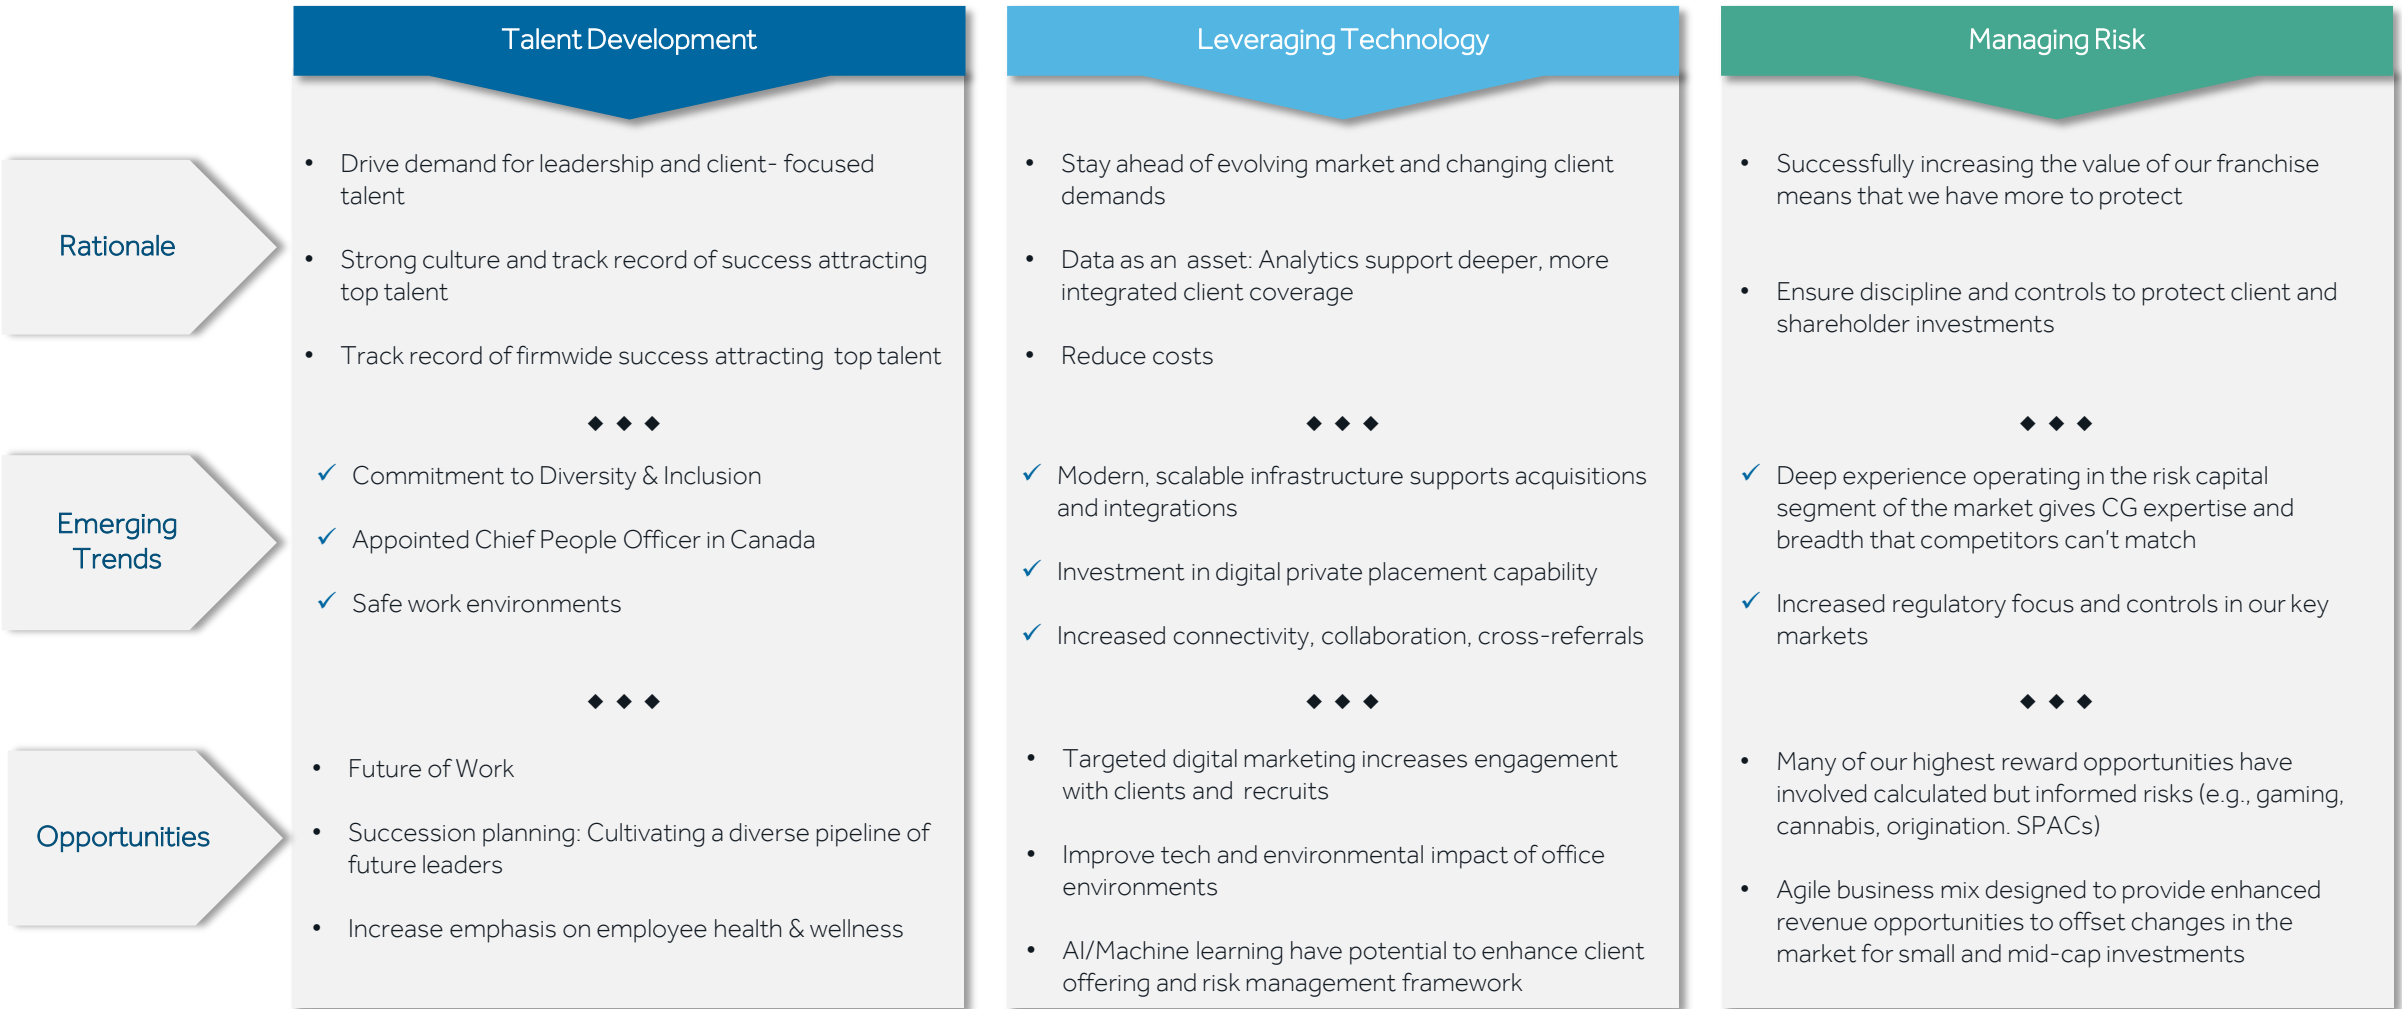 Talent Development
Leveraging Technology
Managing Risk
Rationale
• Drive demand for leadership and client- focused
talent
• Strong culture and track record of success attracting
top talent
• Track record of firmwide success attracting top talent
• Stay ahead of evolving market and changing client
demands
• Data as an asset: Analytics support deeper, more
integrated client coverage
• Reduce costs
• Successfully increasing the value of our franchise
means that we have more to protect
• Ensure discipline and controls to protect client and
shareholder investments
Emerging
Trends
✓ Commitment to Diversity & Inclusion
✓ Appointed Chief People Officer in Canada
✓ Safe work environments
✓ Modern, scalable infrastructure supports acquisitions
and integrations
✓ Investment in digital private placement capability
✓ Increased connectivity, collaboration, cross-referrals
✓ Deep experience operating in the risk capital
segment of the market gives CG expertise and
breadth that competitors can't match
✓ Increased regulatory focus and controls in our key
markets
Opportunities
• Future of Work
• Succession planning: Cultivating a diverse pipeline of
future leaders
• Increase emphasis on employee health & wellness
• Targeted digital marketing increases engagement
with clients and recruits
• Improve tech and environmental impact of office
environments
• AI/Machine learning have potential to enhance client
offering and risk management framework
• Many of our highest reward opportunities have
involved calculated but informed risks (e.g., gaming,
cannabis, origination. SPACs)
• Agile business mix designed to provide enhanced
revenue opportunities to offset changes in the
market for small and mid-cap investments